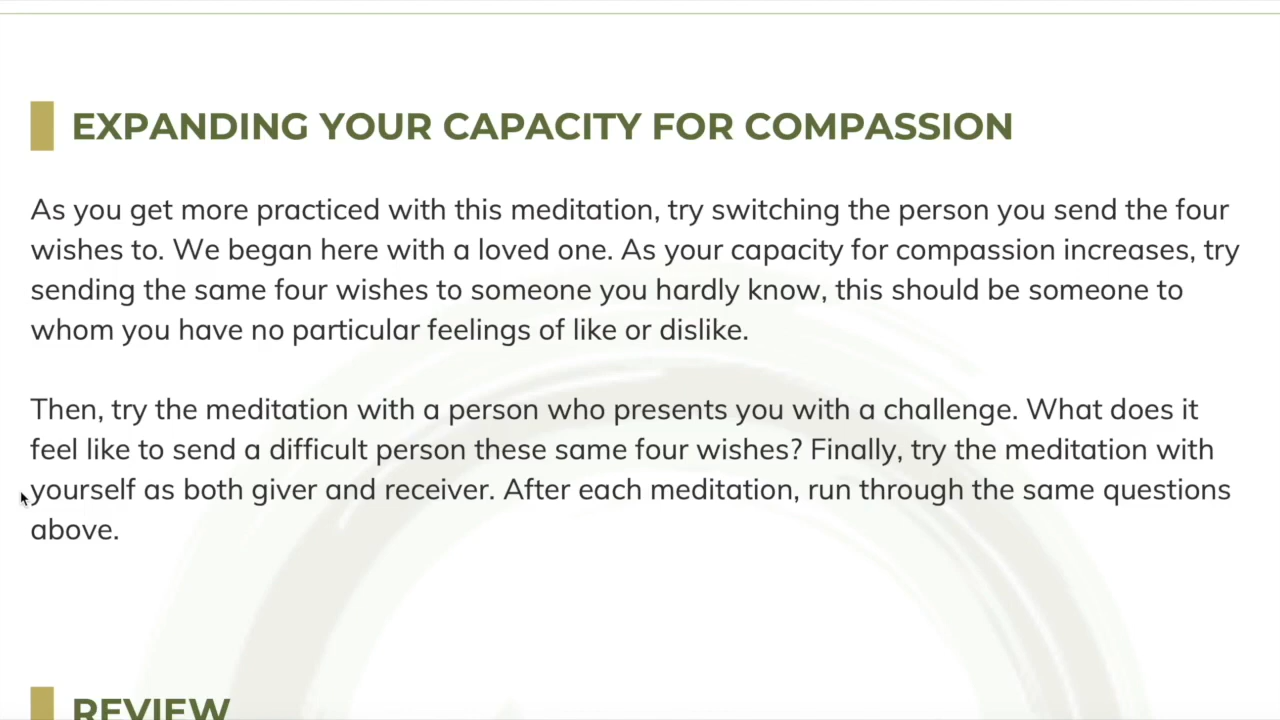 EXPANDING YOUR CAPACITY FOR COMPASSION
As you get more practiced with this meditation, try switching the person you send the four
wishes to. We began here with a loved one. As your capacity for compassion increases, try
sending the same four wishes to someone you hardly know, this should be someone to
whom you have no particular feelings of like or dislike.
Then, try the meditation with a person who presents you with a challenge. What does it
feel like to send a difficult person these same four wishes? Finally, try the meditation with
yourself as both giver and receiver. After each meditation, run through the same questions
above.
REVIEW